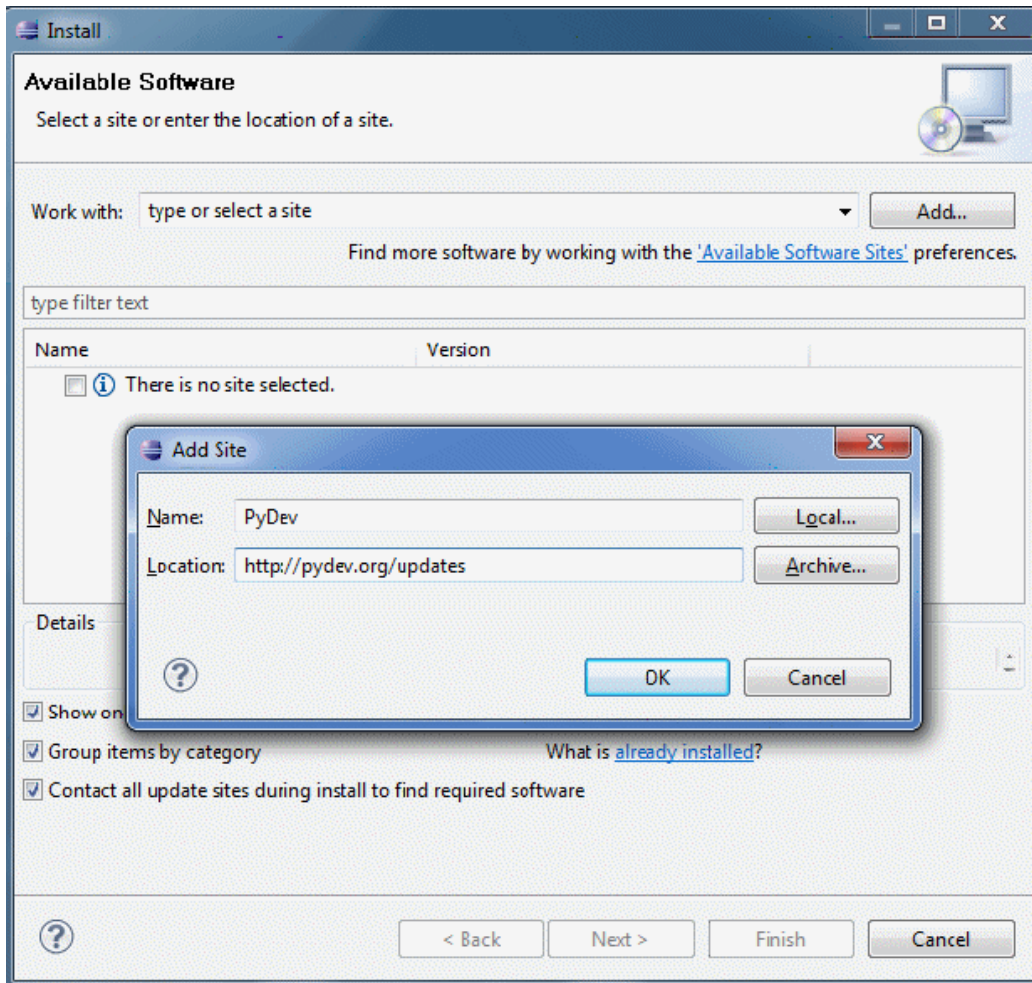 Install
Available Software
Select a site or enter the location of a site.
Work with: type or select a site Add...
Find more software by working with the 'Available Software Sites' preferences.
type filter text
Name Version
There is no site selected.
Add Site
Name: PyDev Local...
Location: http://pydev.org/updates Archive...
Details
OK Cancel
Show on
Group items by category What is already installed?
Contact all update sites during install to find required software
< Back Next > Finish Cancel